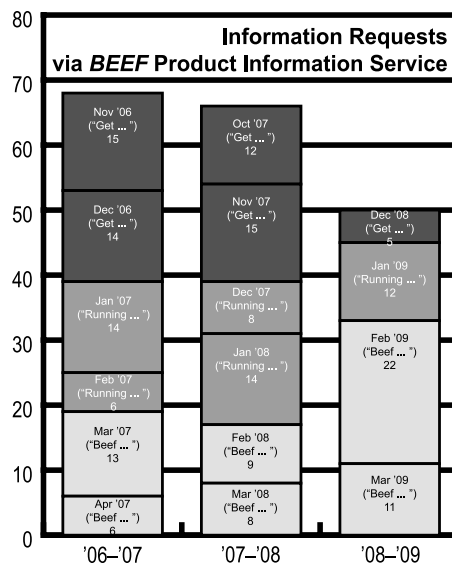 Information Requests
via BEEF Product Information Service
80
70
60
50
40
30
20
10
0
Nov ’06
(“Get ... ”)
15
Dec ’06
(“Get ... ”)
14
Jan ’07
(“Running ... ”)
14
Feb ’07
(“Running ... ”)
6
Mar ’07
(“Beef ... ”)
13
Apr ’07
(“Beef ... ”)
6
Oct ’07
(“Get ... ”)
12
Nov ’07
(“Get ... ”)
15
Dec ’07
(“Running ... ”)
8
Jan ’08
(“Running ... ”)
14
Feb ’08
(“Beef ... ”)
9
Mar ’08
(“Beef ... ”)
8
Dec ’08
(“Get ... ”)
5
Jan ’09
(“Running ... ”)
12
Feb ’09
(“Beef ... ”)
22
Mar ’09
(“Beef ... ”)
11
’06–’07
’07–’08
’08–’09